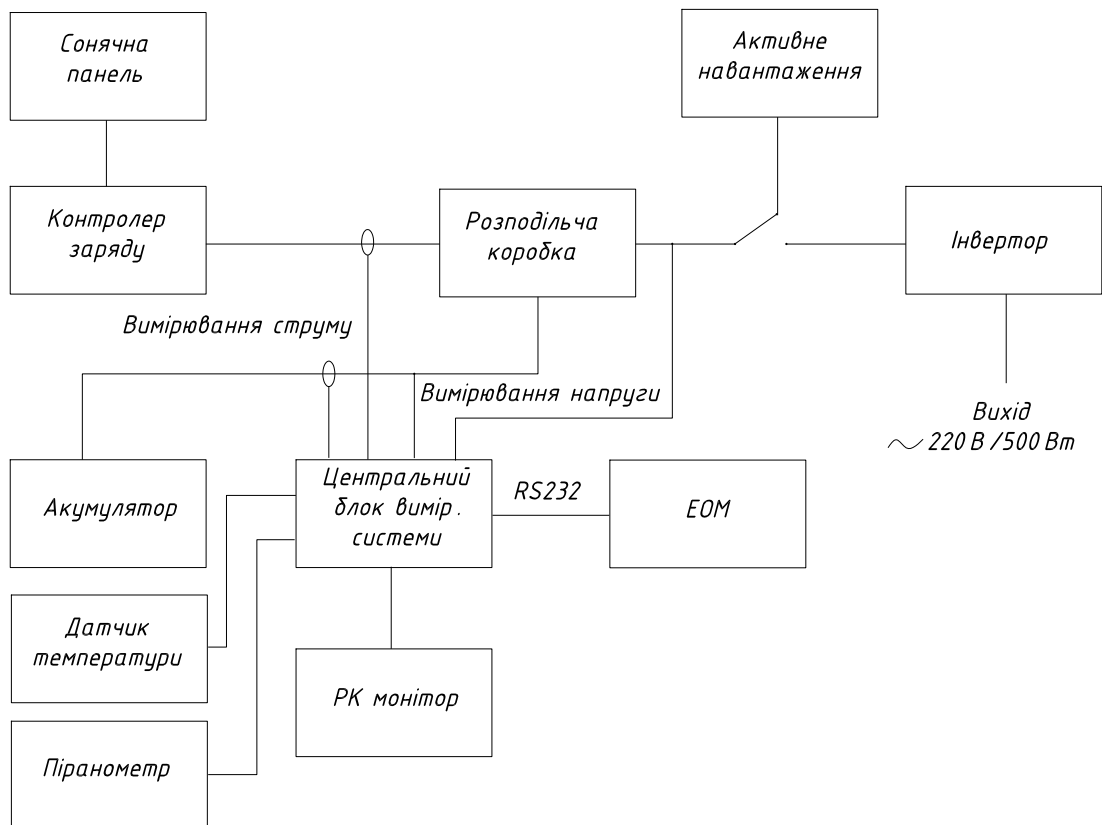 Сонячна
панель
Активне
навантаження
Контролер
заряду
Розподільча
коробка
Інвертор
Вимірювання струму
Вимірювання напруги
Вихід
~ 220 В /500 Вт
Акумулятор
Центральний
блок вимір.
системи
RS232
ЕОМ
Датчик
температури
РК монітор
Піранометр